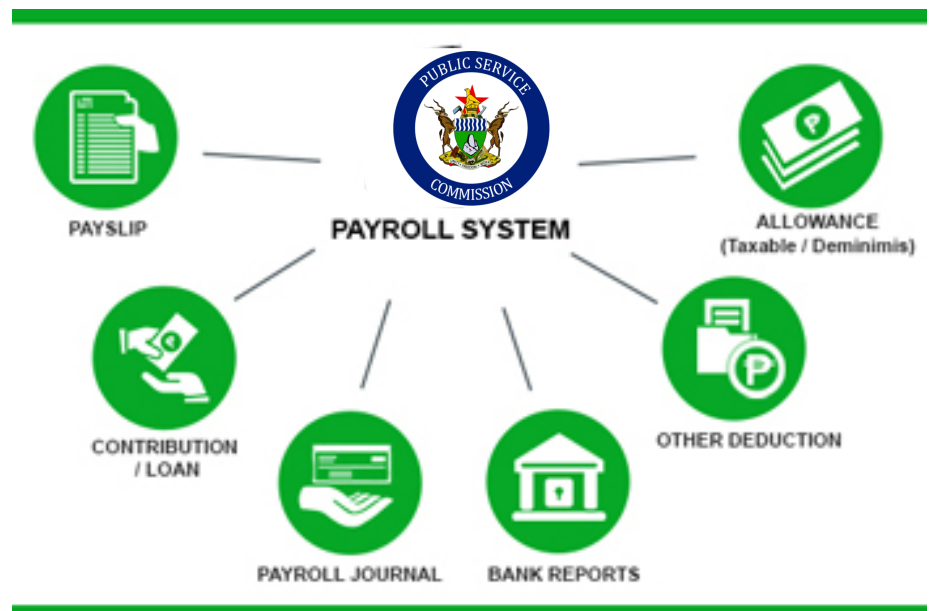 PUBLIC SERVICE
COMMISSION
PAYROLL SYSTEM
PAYSLIP
ALLOWANCE
(Taxable / Deminimis)
CONTRIBUTION
/ LOAN
OTHER DEDUCTION
PAYROLL JOURNAL
BANK REPORTS